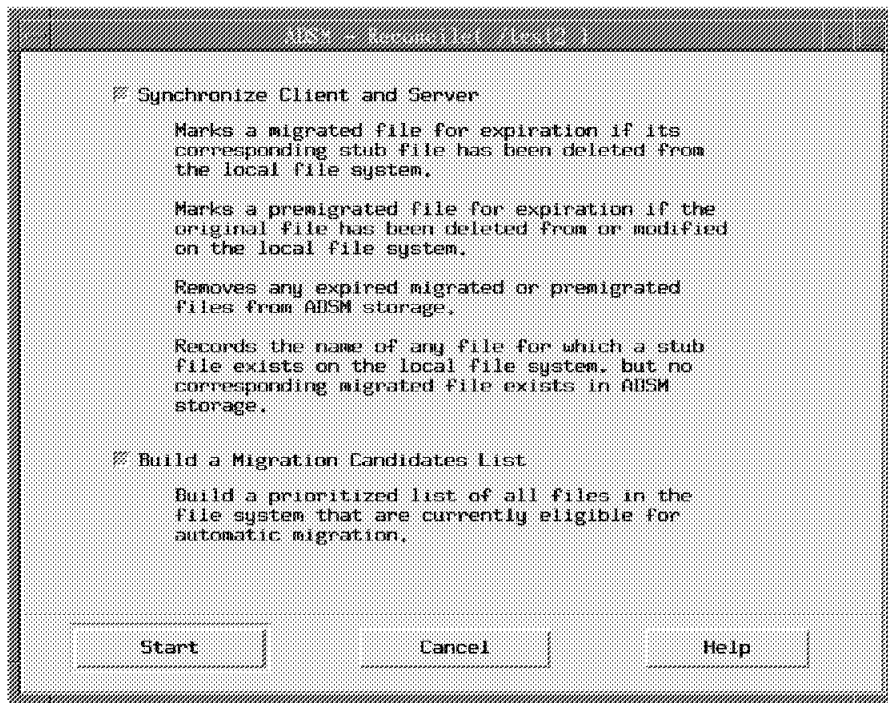 ADSM - Reconcile( /test2 )
Synchronize Client and Server
Marks a migrated file for expiration if its
corresponding stub file has been deleted from
the local file system.
Marks a premigrated file for expiration if the
original file has been deleted from or modified
on the local file system.
Removes any expired migrated or premigrated
files from ADSM storage.
Records the name of any file for which a stub
file exists on the local file system, but no
corresponding migrated file exists in ADSM
storage.
Build a Migration Candidates List
Build a prioritized list of all files in the
file system that are currently eligible for
automatic migration.
Start
Cancel
Help